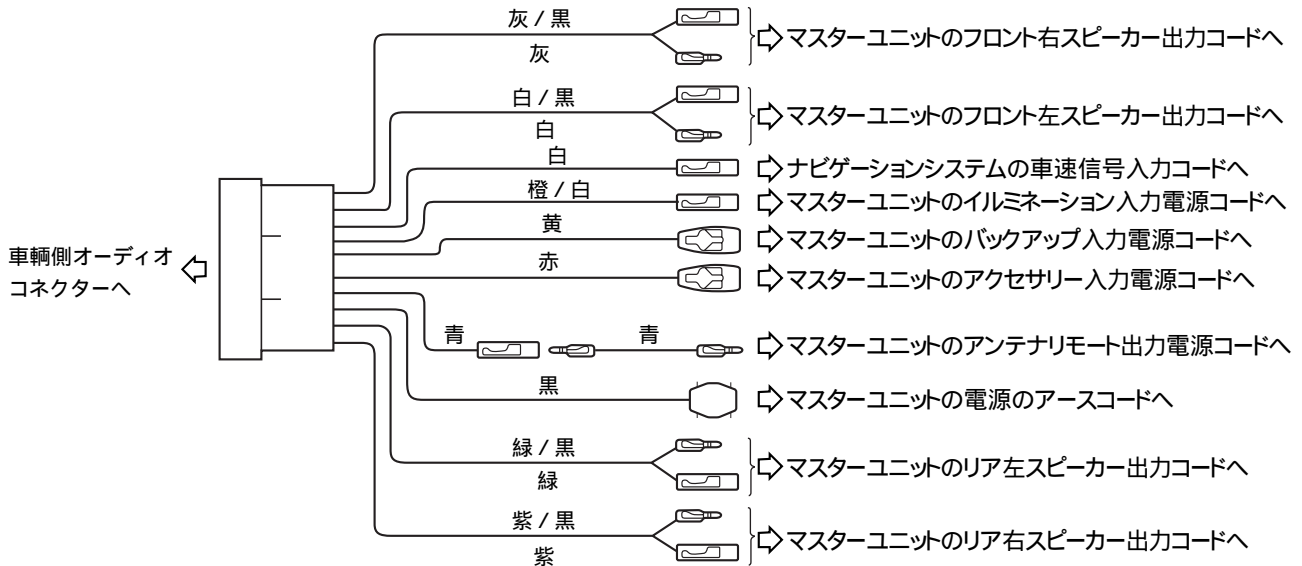 灰 / 黒
灰
マスターユニットのフロント右スピーカー出力コードへ
白 / 黒
白
マスターユニットのフロント左スピーカー出力コードへ
白
ナビゲーションシステムの車速信号入力コードへ
橙 / 白
マスターユニットのイルミネーション入力電源コードへ
黄
マスターユニットのバックアップ入力電源コードへ
赤
マスターユニットのアクセサリー入力電源コードへ
車輌側オーディオ
コネクターへ
青
青
マスターユニットのアンテナリモート出力電源コードへ
黒
マスターユニットの電源のアースコードへ
緑 / 黒
緑
マスターユニットのリア左スピーカー出力コードへ
紫 / 黒
紫
マスターユニットのリア右スピーカー出力コードへ